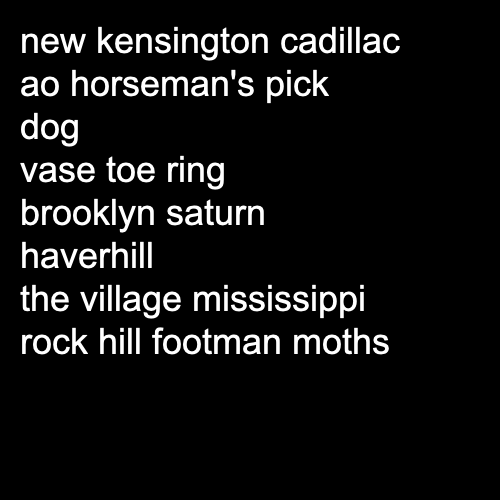 new kensington cadillac
ao horseman's pick
dog
vase toe ring
brooklyn saturn
haverhill
the village mississippi
rock hill footman moths